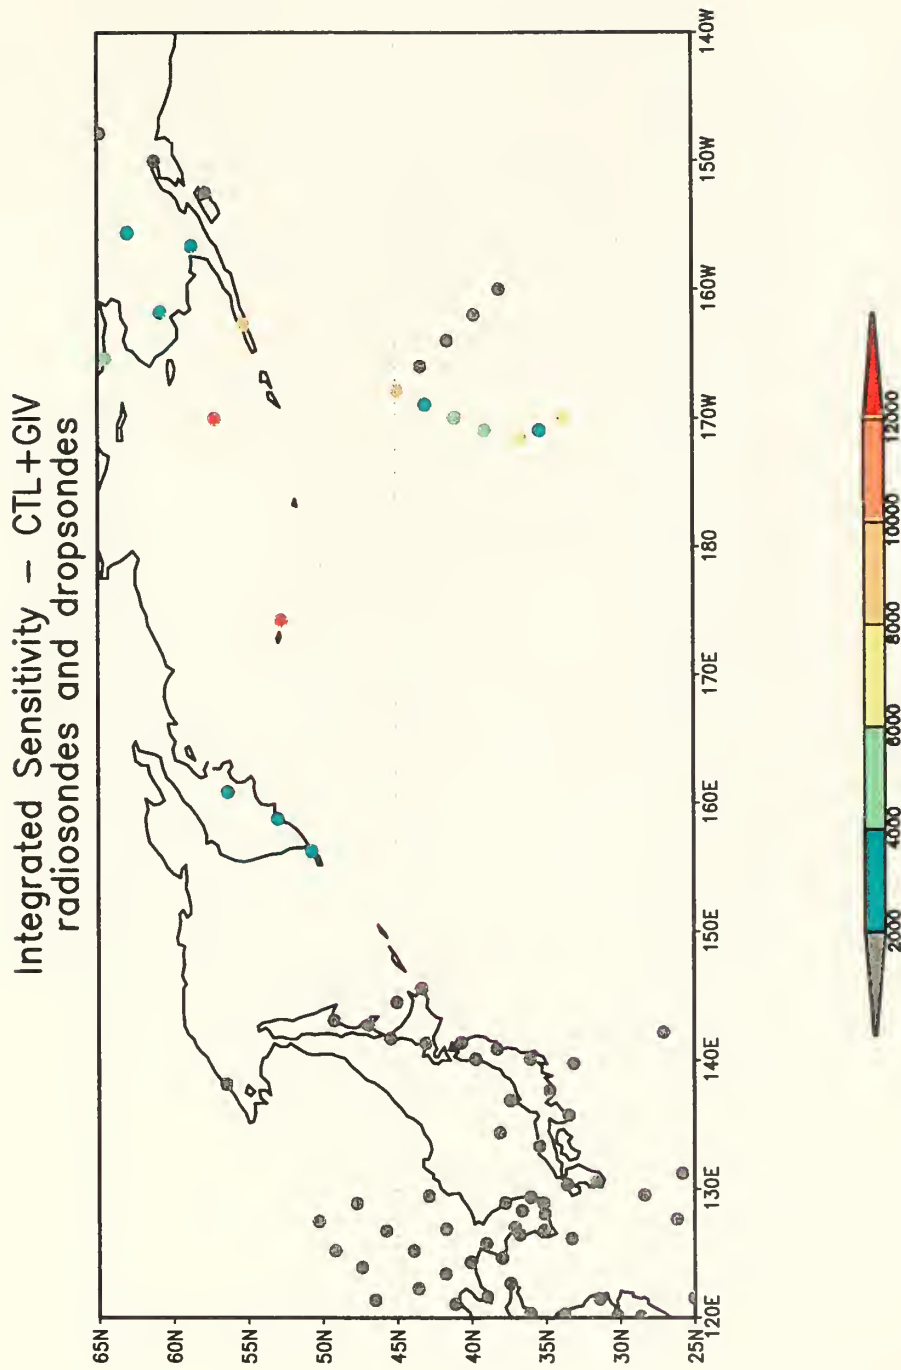 Integrated Sensitivity – CTL+GIV
radiosondes and dropsondes
65N
60N
55N
50N
45N
40N
35N
30N
25N
120E
130E
140E
150E
160E
170E
180
170W
160W
150W
140W
2000
4000
6000
8000
10000
12000